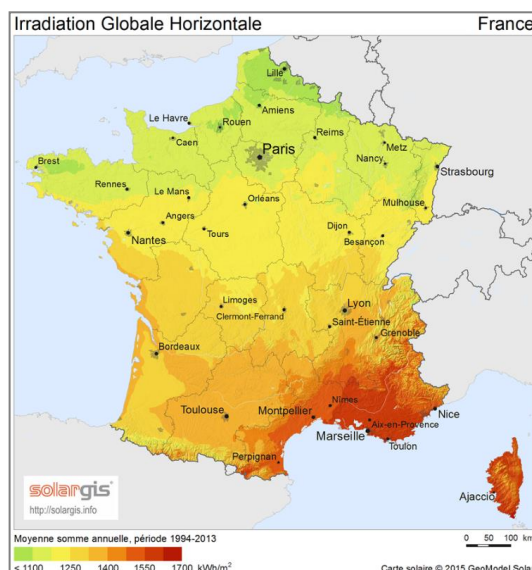 Irradiation Globale Horizontale
France
Lille
Amiens
Le Havre
Rouen
Caen
Reims
Metz
Paris
Nancy
Strasbourg
Brest
Rennes
Le Mans
Orléans
Mulhouse
Angers
Nantes
Tours
Dijon
Besançon
Limoges
Clermont-Ferrand
Lyon
Saint-Étienne
Grenoble
Bordeaux
Toulouse
Montpellier
Nîmes
Nice
Aix-en-Provence
Marseille
Toulon
Perpignan
Ajaccio
solargis
http://solargis.info
Moyenne somme annuelle, période 1994-2013
0 50 100 km
< 1100 1250 1400 1550 1700 kWh/m²
Carte solaire © 2015 GeoModel Solar